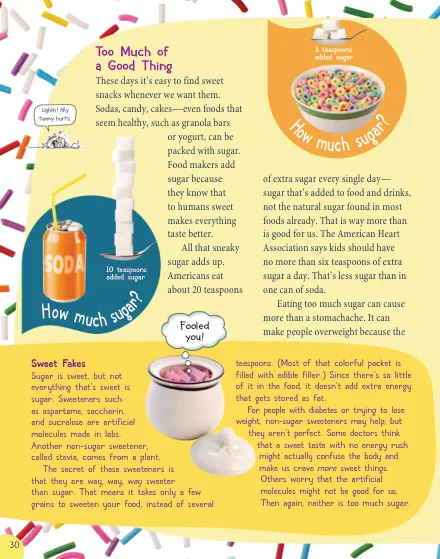 Too Much of
a Good Thing
These days it's easy to find sweet
snacks whenever we want them.
Sodas, candy, cakes—even foods that
seem healthy, such as granola bars
or yogurt, can be
packed with sugar.
Food makers add
sugar because
they know that
to humans sweet
makes everything
taste better.
All that sneaky
sugar adds up.
Americans eat
about 20 teaspoons
Ughh! My
tummy hurts.
SODA
10 teaspoons
added sugar
How much sugar?
3 teaspoons
added sugar
How much sugar?
of extra sugar every single day—
sugar that's added to food and drinks,
not the natural sugar found in most
foods already. That is way more than
is good for us. The American Heart
Association says kids should have
no more than six teaspoons of extra
sugar a day. That's less sugar than in
one can of soda.
Eating too much sugar can cause
more than a stomachache. It can
make people overweight because the
Fooled
you!
Sweet Fakes
Sugar is sweet, but not
everything that's sweet is
sugar. Sweeteners such
as aspartame, saccharin,
and sucralose are artificial
molecules made in labs.
Another non-sugar sweetener,
called stevia, comes from a plant.
The secret of these sweeteners is
that they are way, way, way sweeter
than sugar. That means it takes only a few
grains to sweeten your food, instead of several
teaspoons. (Most of that colorful packet is
filled with edible filler.) Since there's so little
of it in the food, it doesn't add extra energy
that gets stored as fat.
For people with diabetes or trying to lose
weight, non-sugar sweeteners may help, but
they aren't perfect. Some doctors think
that a sweet taste with no energy rush
might actually confuse the body and
make us crave more sweet things.
Others worry that the artificial
molecules might not be good for us.
Then again, neither is too much sugar.
30